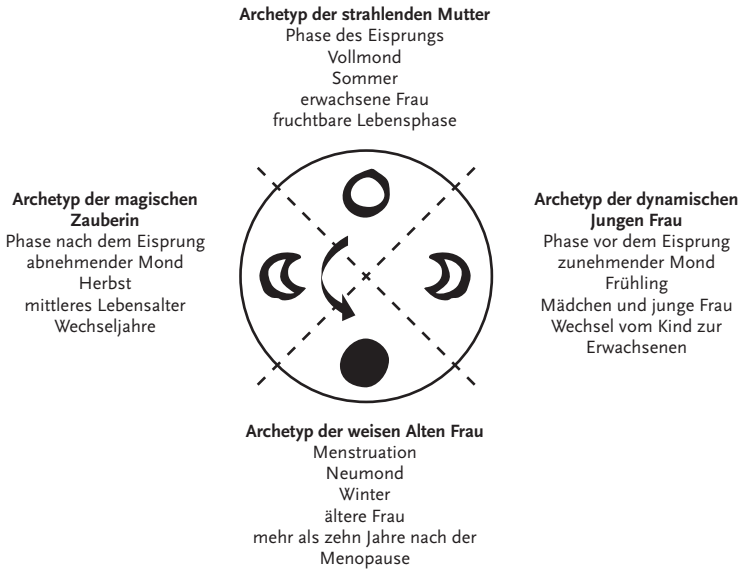 Archetyp der strahlenden Mutter
Phase des Eisprungs
Vollmond
Sommer
erwachsene Frau
fruchtbare Lebensphase
Archetyp der magischen
Zauberin
Phase nach dem Eisprung
abnehmender Mond
Herbst
mittleres Lebensalter
Wechseljahre
Archetyp der dynamischen
Jungen Frau
Phase vor dem Eisprung
zunehmender Mond
Frühling
Mädchen und junge Frau
Wechsel vom Kind zur
Erwachsenen
Archetyp der weisen Alten Frau
Menstruation
Neumond
Winter
ältere Frau
mehr als zehn Jahre nach der
Menopause